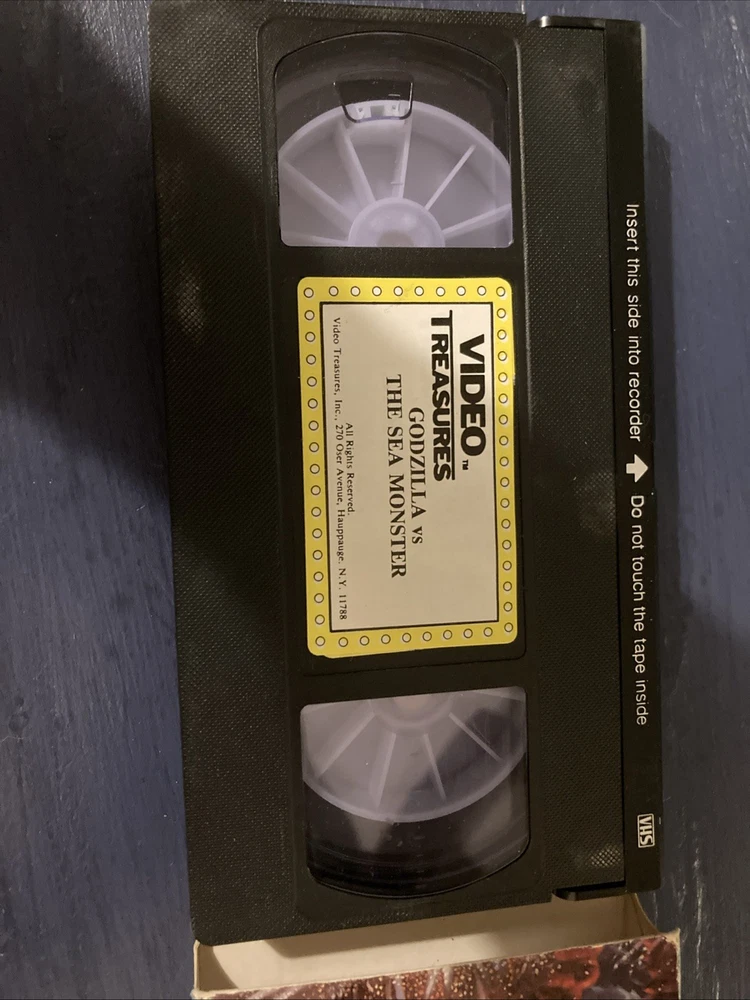 Insert this side into recorder ⬆ Do not touch the tape inside
VHS
VIDEO
TREASURES™
GODZILLA vs
THE SEA MONSTER
All Rights Reserved.
Video Treasures, Inc., 270 Oser Avenue, Hauppauge, N.Y. 11788